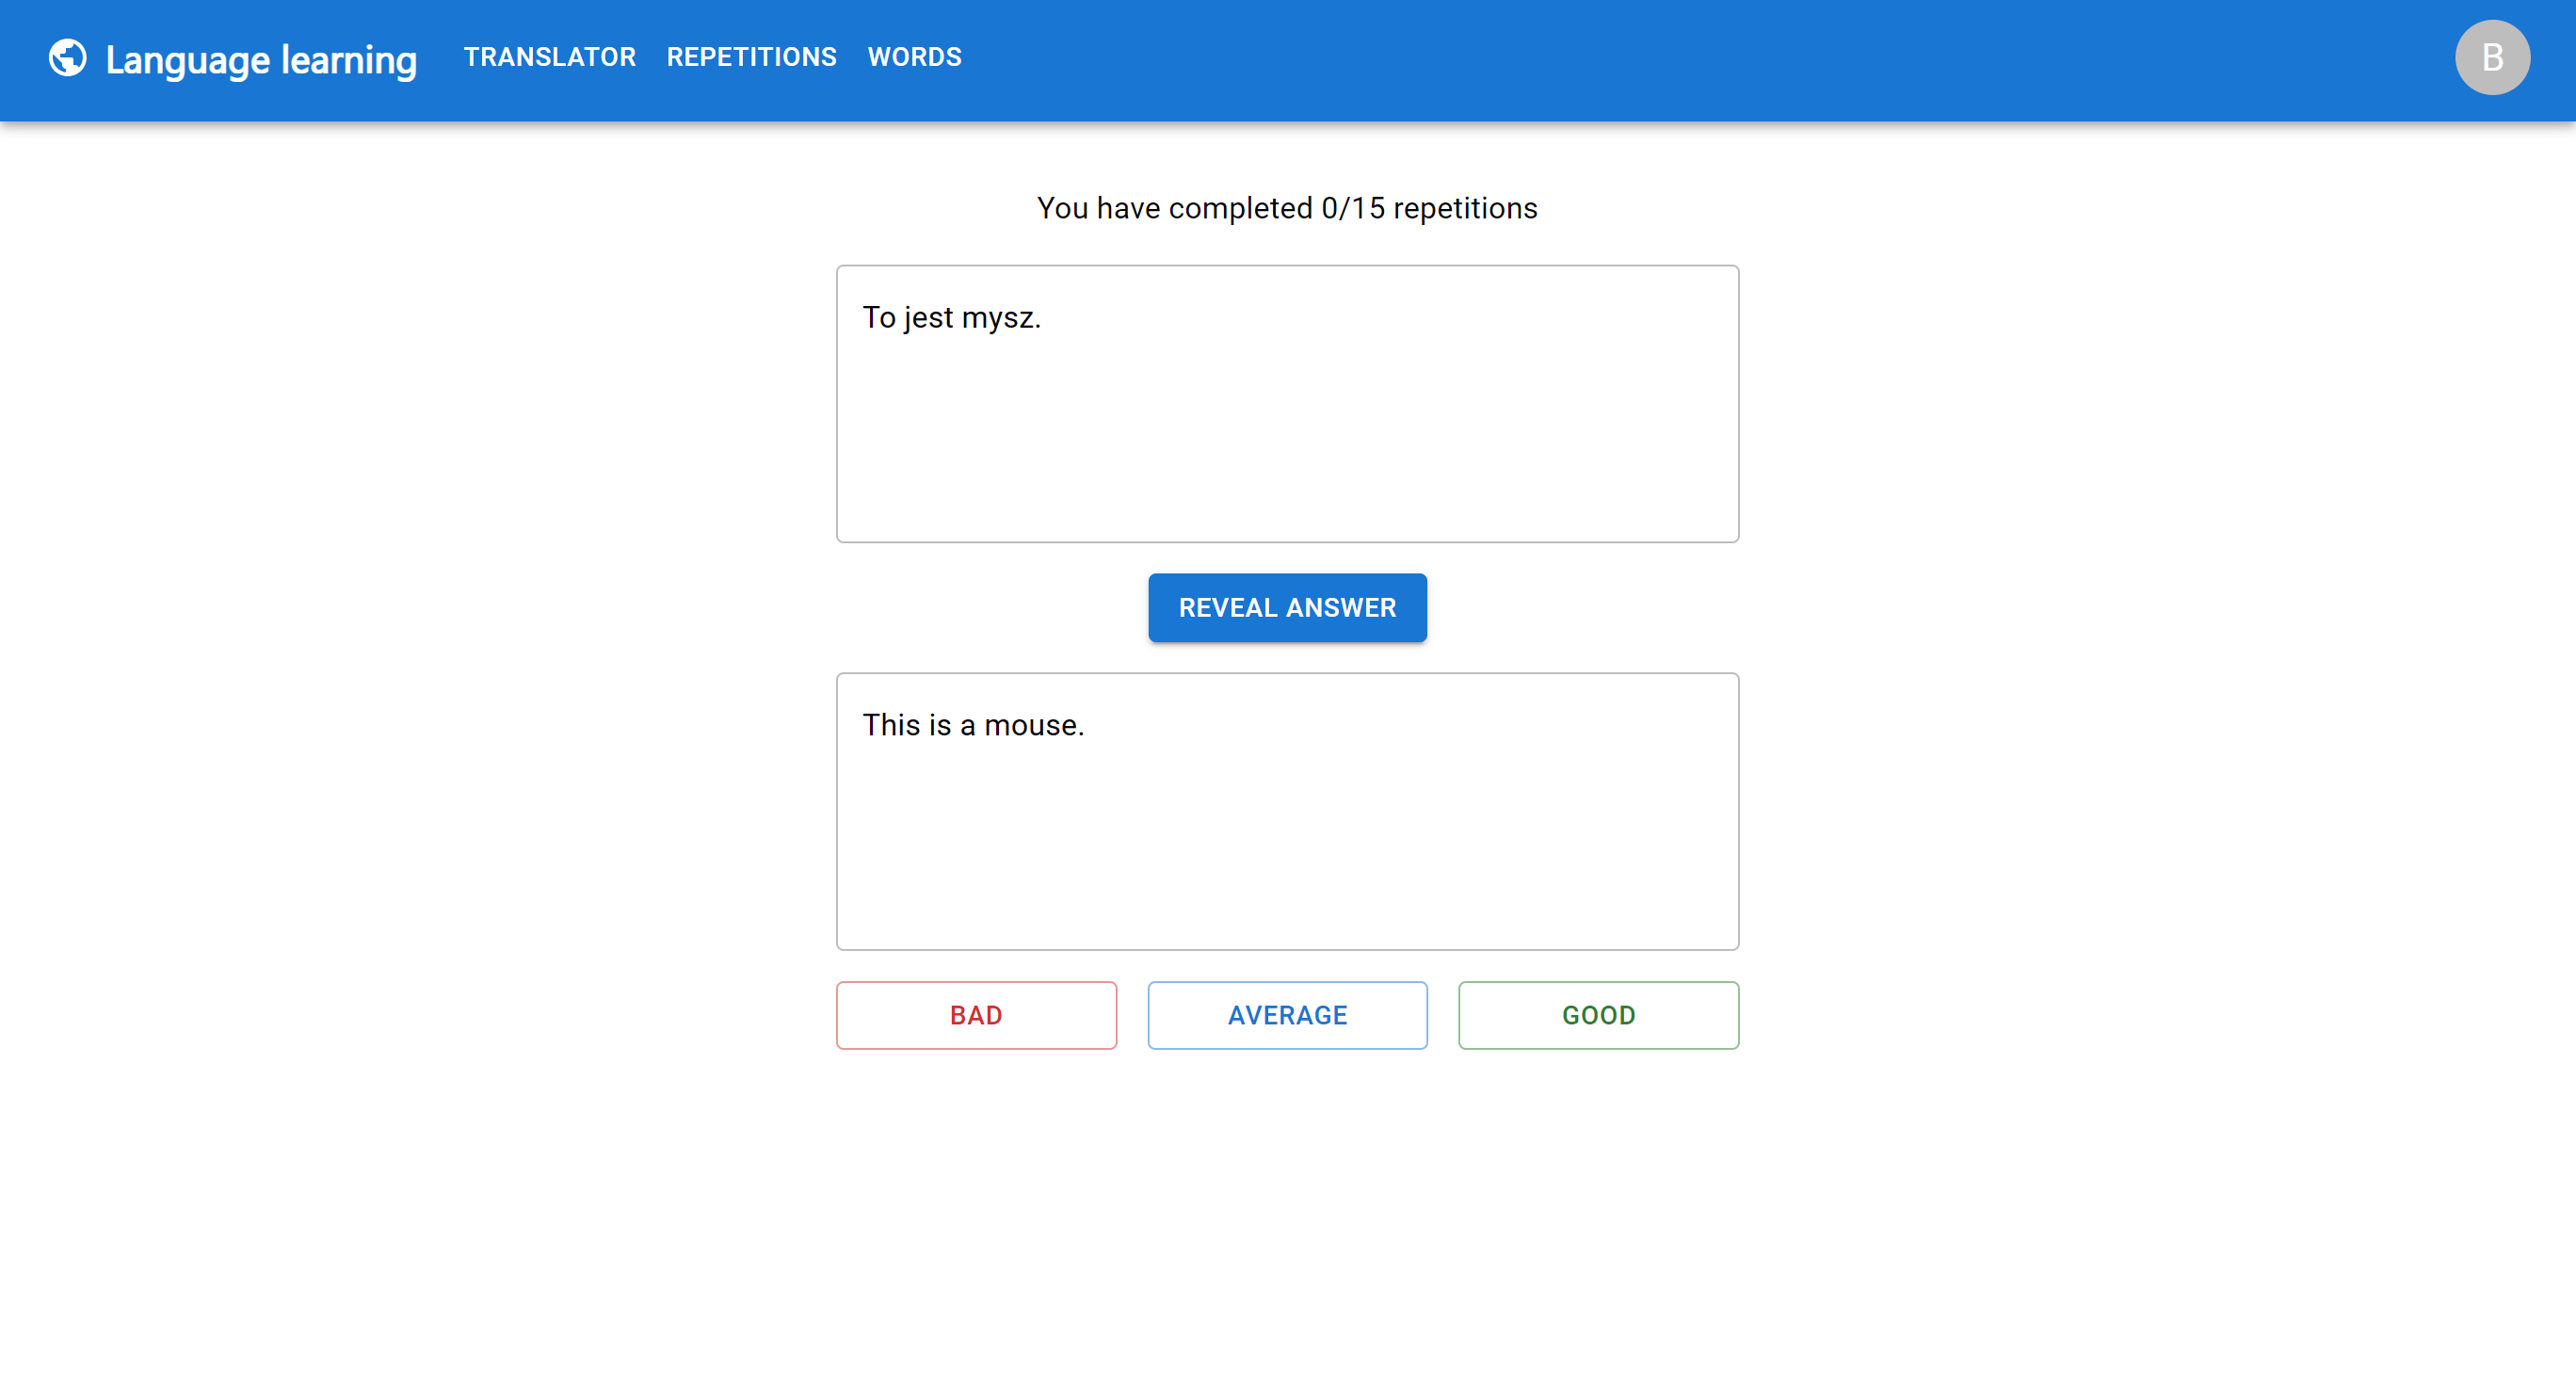 Language learning TRANSLATOR REPETITIONS WORDS B
You have completed 0/15 repetitions
To jest mysz.
REVEAL ANSWER
This is a mouse.
BAD AVERAGE GOOD